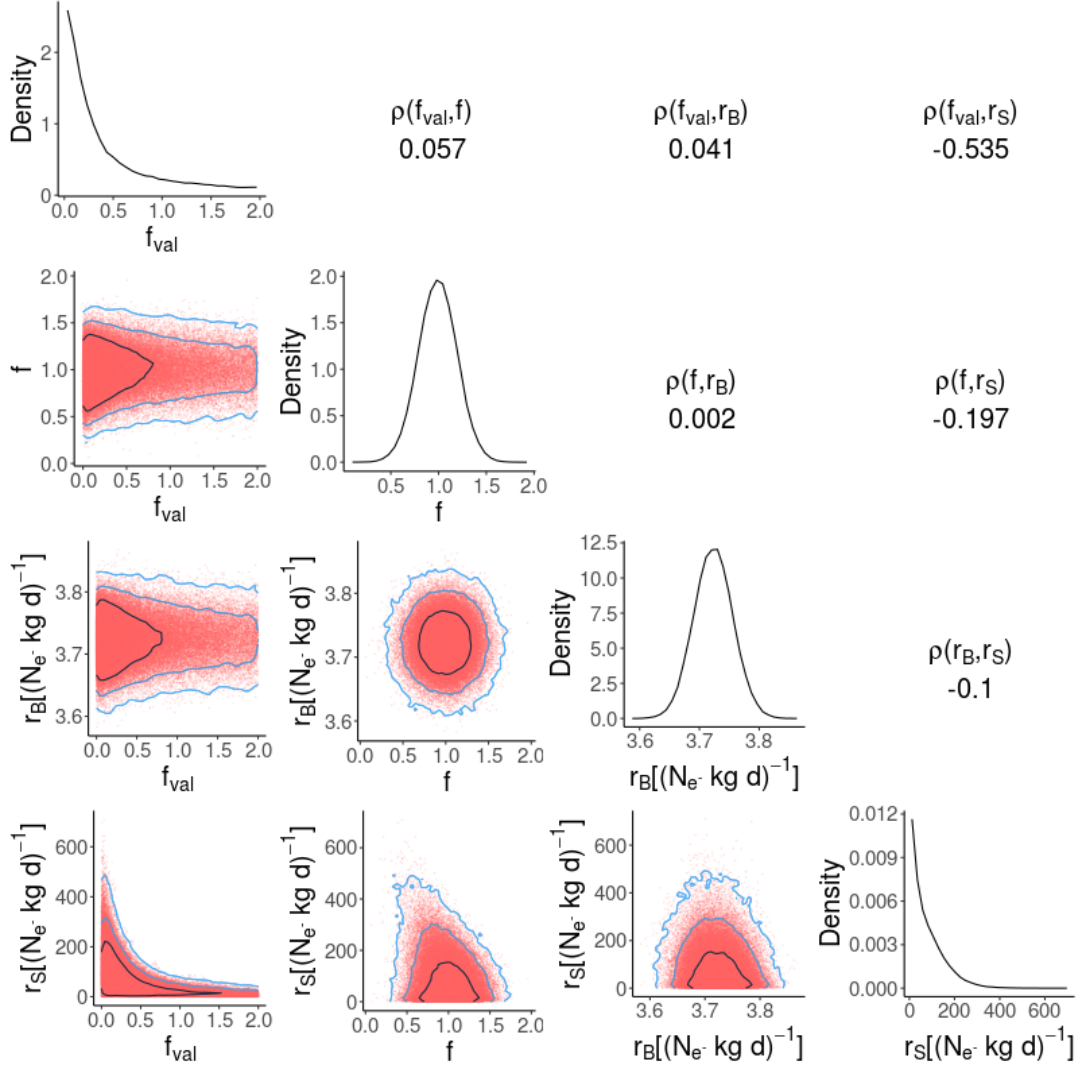 Density
2
1
0
0.0 0.5 1.0 1.5 2.0
f_val
ρ(f_val,f)
0.057
ρ(f_val,r_B)
0.041
ρ(f_val,r_S)
-0.535
f
2.0
1.5
1.0
0.5
0.0
0.0 0.5 1.0 1.5 2.0
f_val
Density
2.0
1.5
1.0
0.5
0.0
0.5 1.0 1.5 2.0
f
ρ(f,r_B)
0.002
ρ(f,r_S)
-0.197
r_B[(N_e⁻ kg d)⁻¹]
3.8
3.7
3.6
0.0 0.5 1.0 1.5 2.0
f_val
r_B[(N_e⁻ kg d)⁻¹]
3.8
3.7
3.6
0.0 0.5 1.0 1.5 2.0
f
Density
12.5
10.0
7.5
5.0
2.5
0.0
3.6 3.7 3.8
r_B[(N_e⁻ kg d)⁻¹]
ρ(r_B,r_S)
-0.1
r_S[(N_e⁻ kg d)⁻¹]
600
400
200
0
0.0 0.5 1.0 1.5 2.0
f_val
r_S[(N_e⁻ kg d)⁻¹]
600
400
200
0
0.0 0.5 1.0 1.5 2.0
f
r_S[(N_e⁻ kg d)⁻¹]
600
400
200
0
3.6 3.7 3.8
r_B[(N_e⁻ kg d)⁻¹]
Density
0.012
0.009
0.006
0.003
0.000
0 200 400 600
r_S[(N_e⁻ kg d)⁻¹]